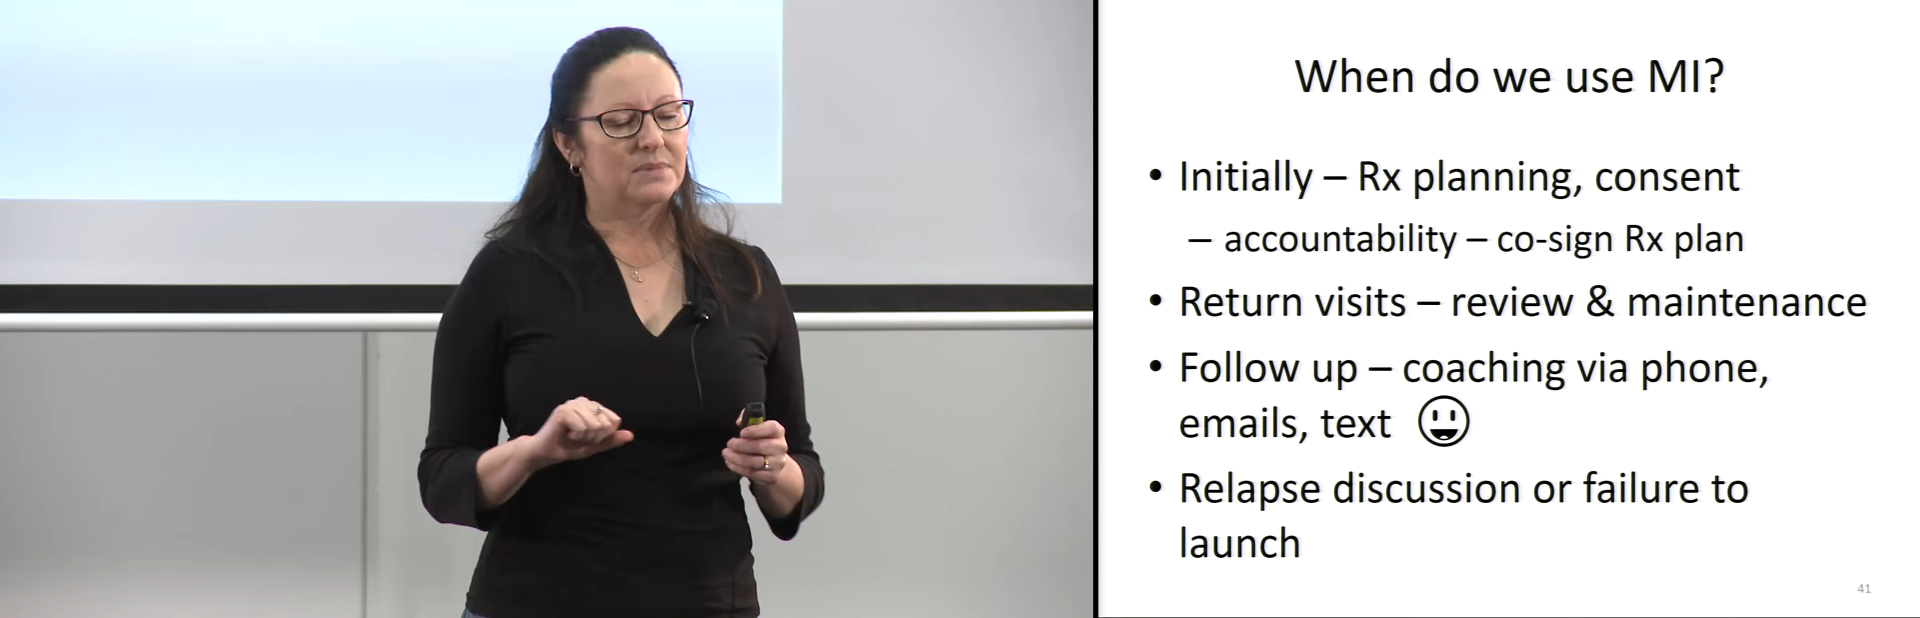 When do we use MI?
• Initially – Rx planning, consent
– accountability – co-sign Rx plan
• Return visits – review & maintenance
• Follow up – coaching via phone,
emails, text
• Relapse discussion or failure to
launch
41